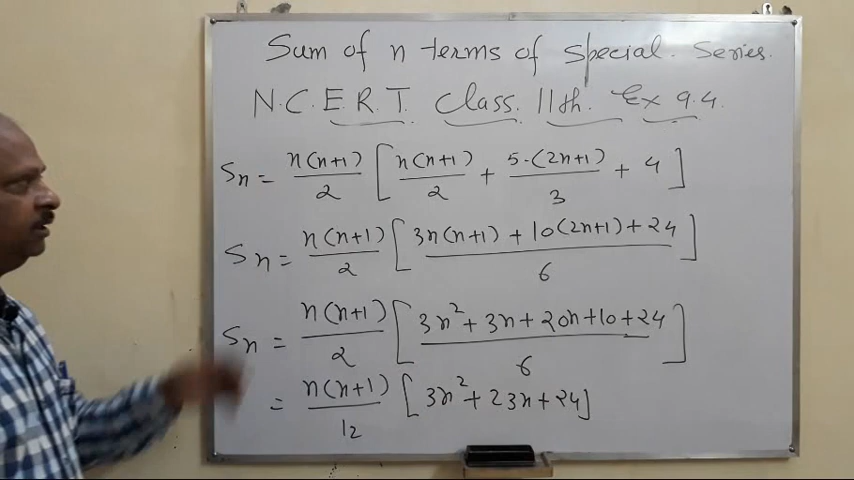 Sum of n terms of special. Series.
N.C.E.R.T. Class. 11th. Ex 9.4.
Sn = n(n+1)/2 [ n(n+1)/2 + 5.(2n+1)/3 + 4 ]
Sn = n(n+1)/2 [ 3n(n+1) + 10(2n+1) + 24 / 6 ]
Sn = n(n+1)/2 [ 3n² + 3n + 20n + 10 + 24 / 6 ]
= n(n+1)/12 [ 3n² + 23n + 24 ]